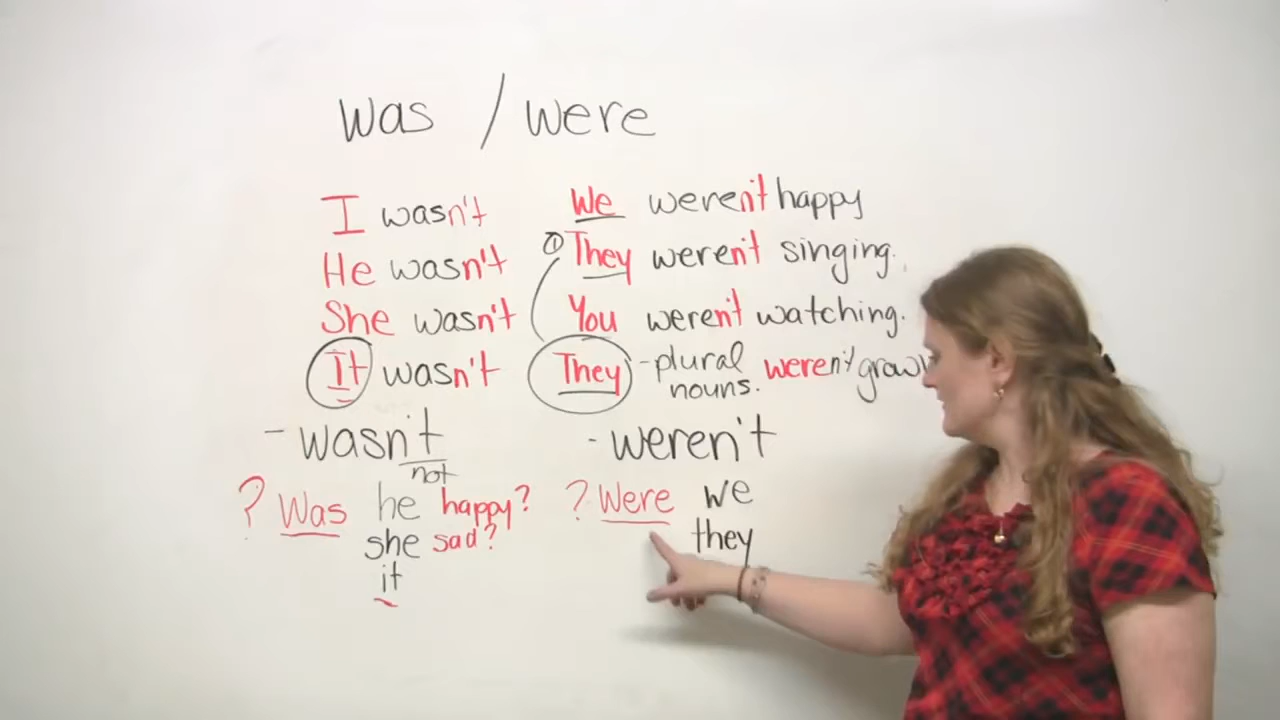 was / were
I wasn't
He wasn't
She wasn't
It wasn't
- wasn't
not
? Was he happy?
she sad?
it
We weren't happy
① They weren't singing.
You weren't watching.
They - plural
nouns. weren't
- weren't
? Were we
they